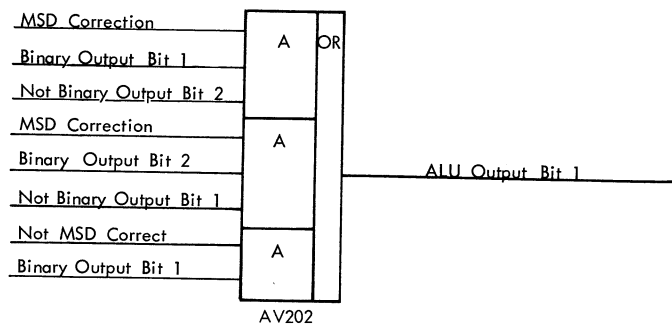 MSD Correction
A
OR
Binary Output Bit 1
Not Binary Output Bit 2
MSD Correction
A
Binary Output Bit 2
ALU Output Bit 1
Not Binary Output Bit 1
Not MSD Correct
A
Binary Output Bit 1
AV202